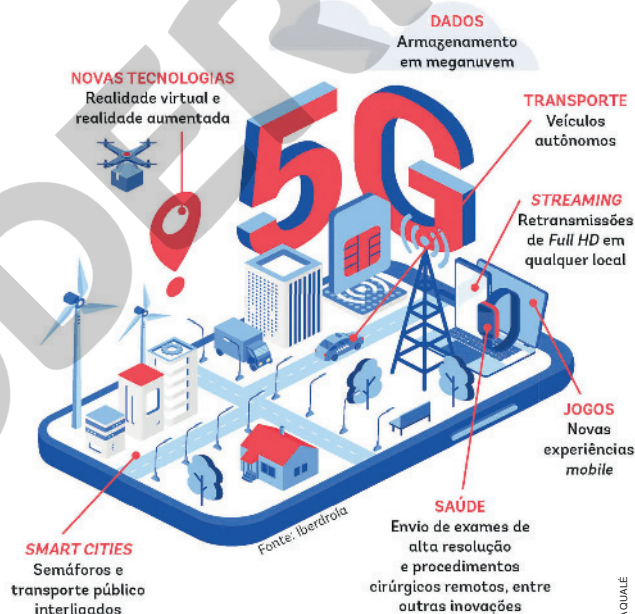 DADOS
Armazenamento
em meganuvem
NOVAS TECNOLOGIAS
Realidade virtual e
realidade aumentada
5G
TRANSPORTE
Veículos
autônomos
STREAMING
Retransmissões
de Full HD em
qualquer local
JOGOS
Novas
experiências
mobile
SAÚDE
Envio de exames de
alta resolução
e procedimentos
cirúrgicos remotos, entre
outras inovações
SMART CITIES
Semáforos e
transporte público
interligados
Fonte: Iberdrola